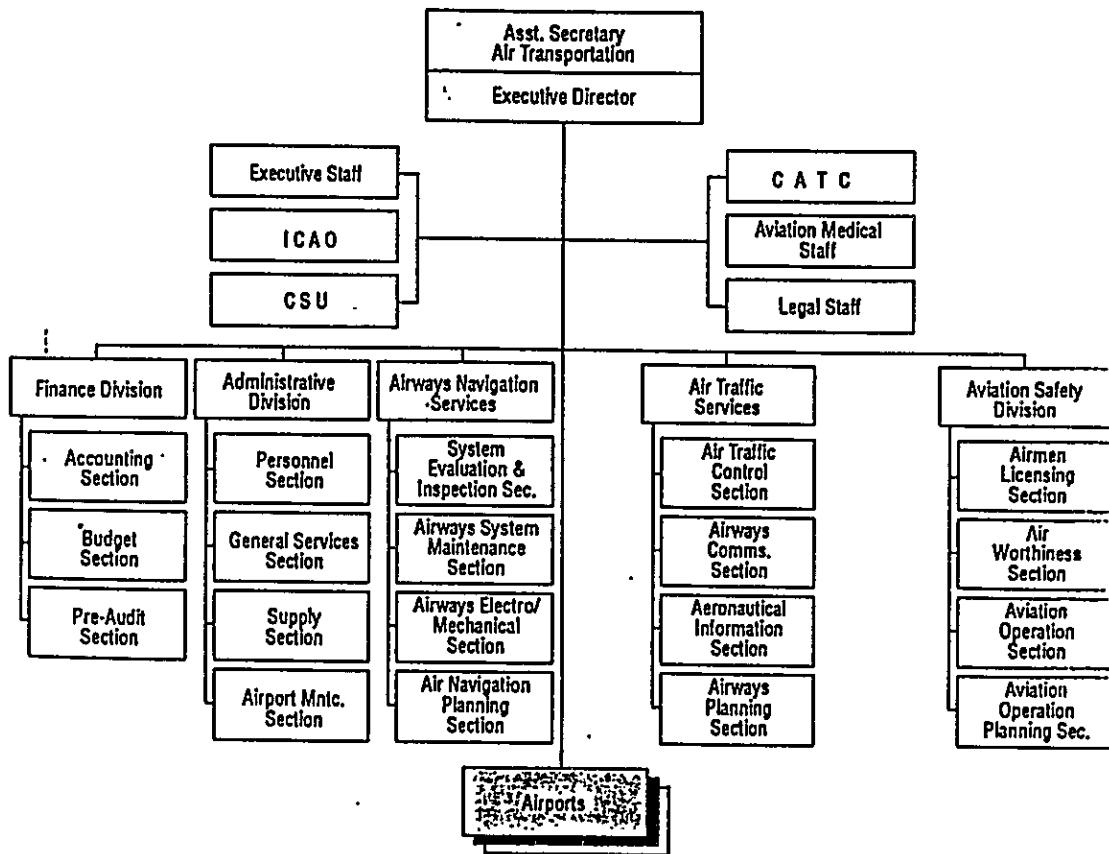 Asst. Secretary
Air Transportation
Executive Director
Executive Staff
ICAO
CSU
C A T C
Aviation Medical
Staff
Legal Staff
Finance Division
Accounting
Section
Budget
Section
Pre-Audit
Section
Administrative
Division
Personnel
Section
General Services
Section
Supply
Section
Airport Mntc.
Section
Airways Navigation
Services
System
Evaluation &
Inspection Sec.
Airways System
Maintenance
Section
Airways Electro/
Mechanical
Section
Air Navigation
Planning
Section
Air Traffic
Services
Air Traffic
Control
Section
Airways
Comms.
Section
Aeronautical
Information
Section
Airways
Planning
Section
Aviation Safety
Division
Airmen
Licensing
Section
Air
Worthiness
Section
Aviation
Operation
Section
Aviation
Operation
Planning Sec.
Airports